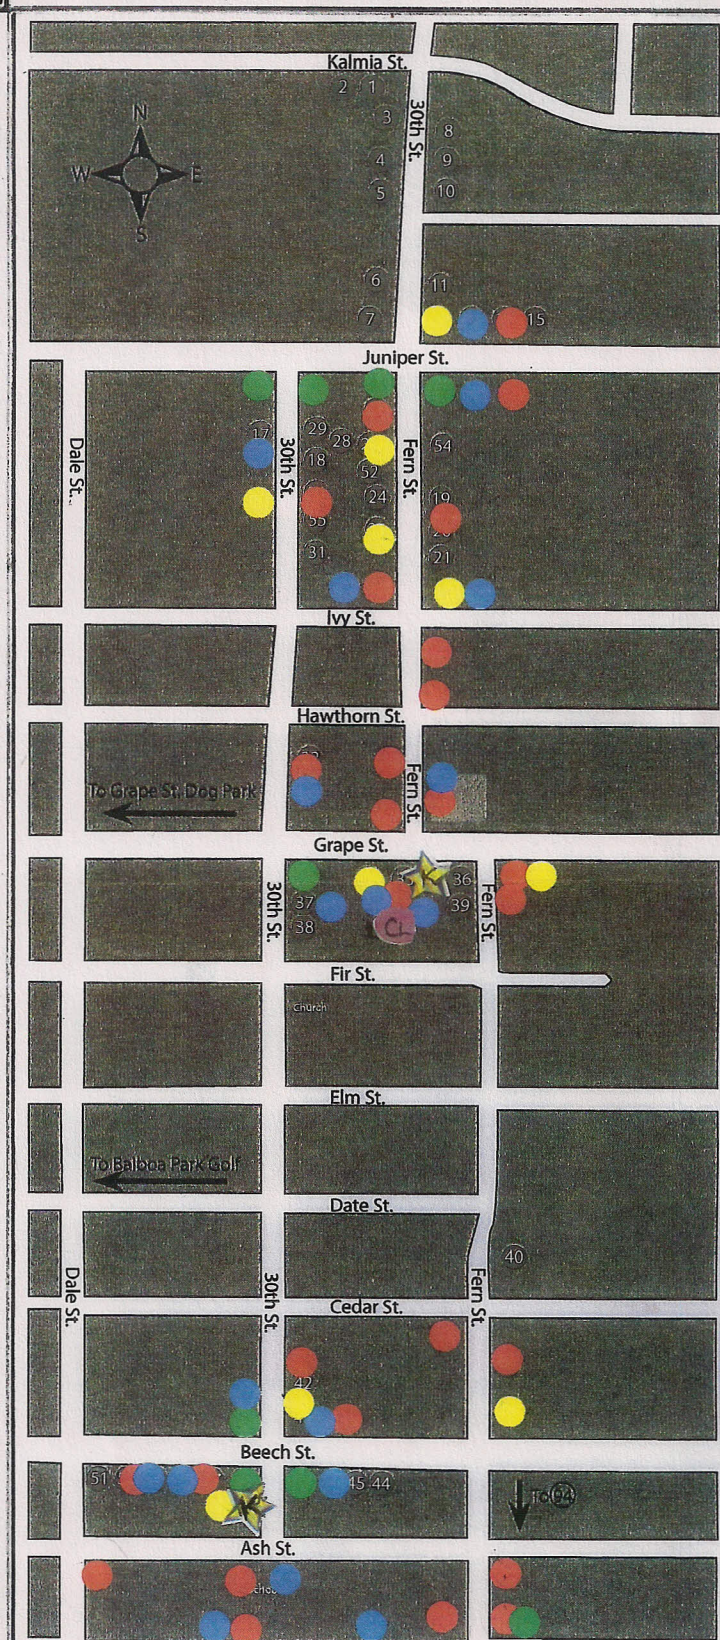 Kalmia St.
2 1
30th St.
3
8
N
4
9
W E
5
10
S
6
11
7
15
Juniper St.
17
29
28
54
Dale St.
30th St.
Fern St.
18
52
24
19
55
31
21
Ivy St.
Hawthorn St.
To Grape St. Dog Park
Fern St.
Grape St.
K
36
30th St.
37
39
Fern St.
38
CL
Fir St.
Church
Elm St.
To Balboa Park Golf
Date St.
40
Dale St.
30th St.
Fern St.
Cedar St.
42
Beech St.
51
45 44
K
To 94
Ash St.